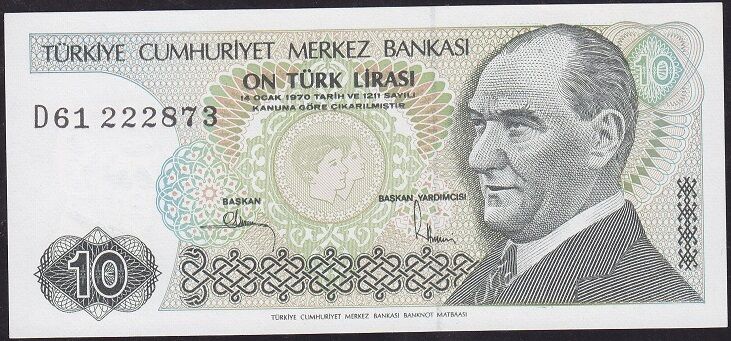 TÜRKİYE CUMHURİYET MERKEZ BANKASI
10
ON TÜRK LİRASI
14 OCAK 1970 TARİH VE 1211 SAYILI
KANUNA GÖRE ÇIKARILMIŞTIR
D61 222873
BAŞKAN
BAŞKAN YARDIMCISI
10
TÜRKİYE CUMHURİYET MERKEZ BANKASI BANKNOT MATBAASI